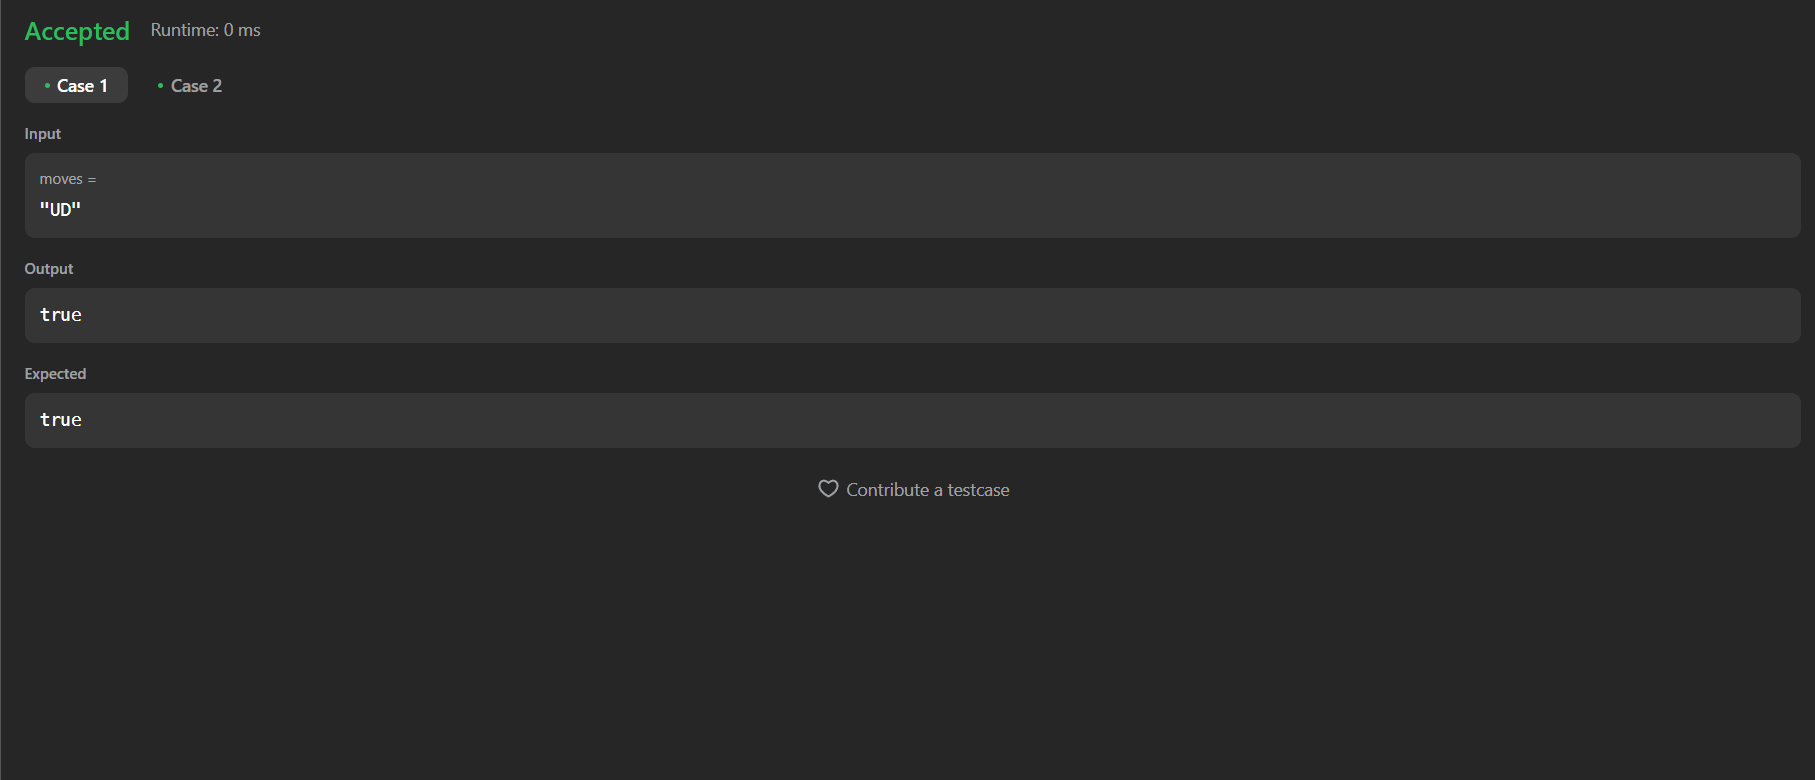 Accepted Runtime: 0 ms
Case 1 Case 2
Input
moves =
"UD"
Output
true
Expected
true
Contribute a testcase